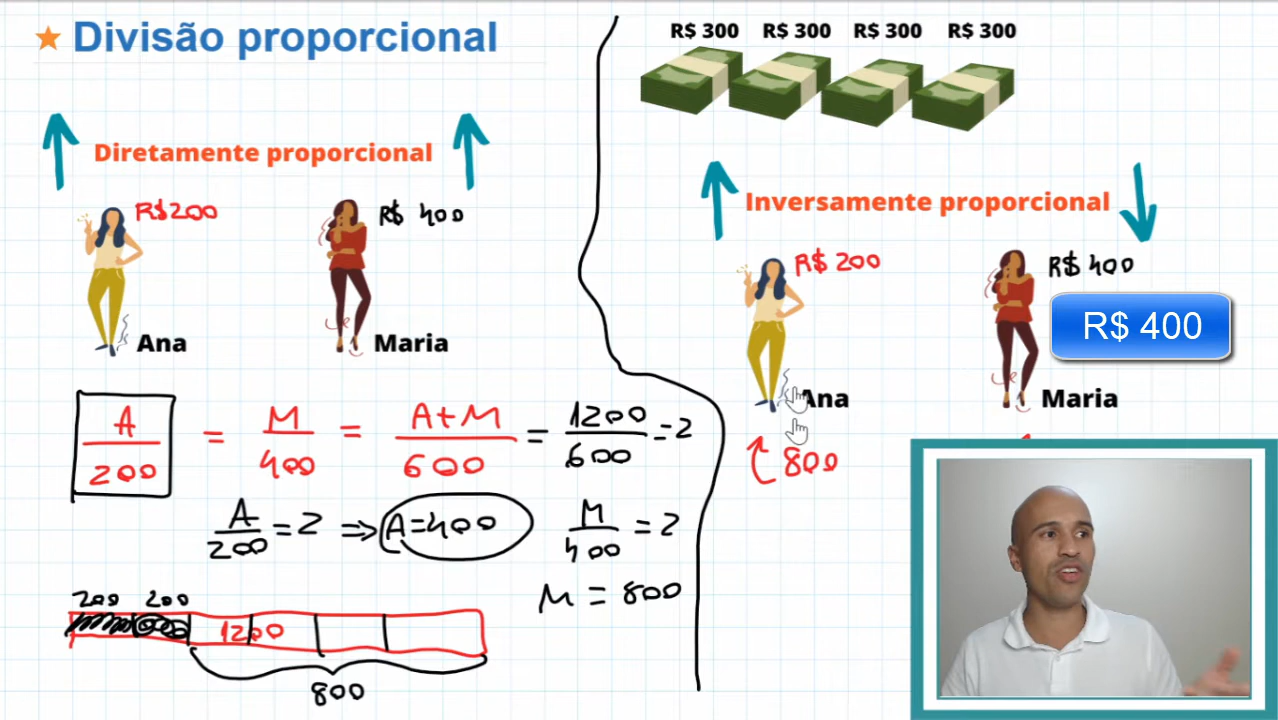 Divisão proporcional
Diretamente proporcional
R$200
R$ 400
Ana
Maria
A/200 = M/400 = A+M/600 = 1200/600 = 2
A/200 = 2 ⇒ A=400
M/400 = 2
M = 800
200 200
1200
800
R$ 300 R$ 300 R$ 300 R$ 300
Inversamente proporcional
R$ 200
R$ 400
R$ 400
Ana
Maria
800